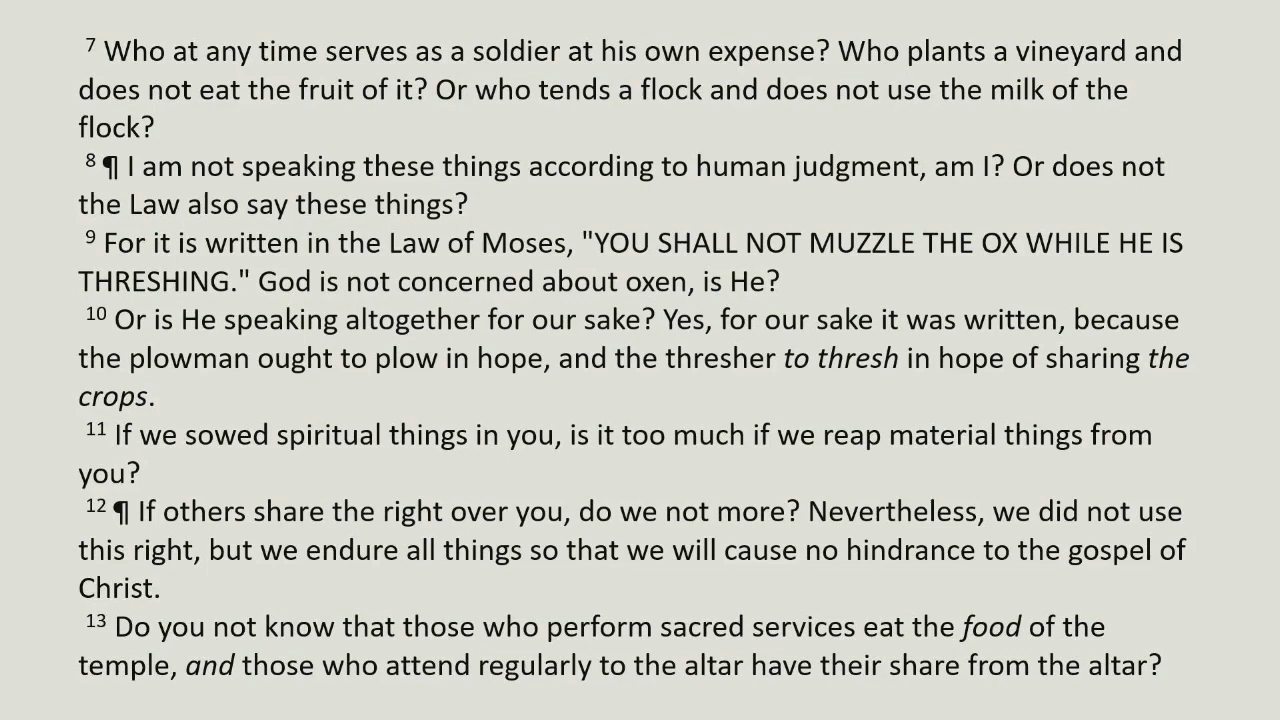 7 Who at any time serves as a soldier at his own expense? Who plants a vineyard and
does not eat the fruit of it? Or who tends a flock and does not use the milk of the
flock?
8 ¶ I am not speaking these things according to human judgment, am I? Or does not
the Law also say these things?
9 For it is written in the Law of Moses, "YOU SHALL NOT MUZZLE THE OX WHILE HE IS
THRESHING." God is not concerned about oxen, is He?
10 Or is He speaking altogether for our sake? Yes, for our sake it was written, because
the plowman ought to plow in hope, and the thresher to thresh in hope of sharing the
crops.
11 If we sowed spiritual things in you, is it too much if we reap material things from
you?
12 ¶ If others share the right over you, do we not more? Nevertheless, we did not use
this right, but we endure all things so that we will cause no hindrance to the gospel of
Christ.
13 Do you not know that those who perform sacred services eat the food of the
temple, and those who attend regularly to the altar have their share from the altar?